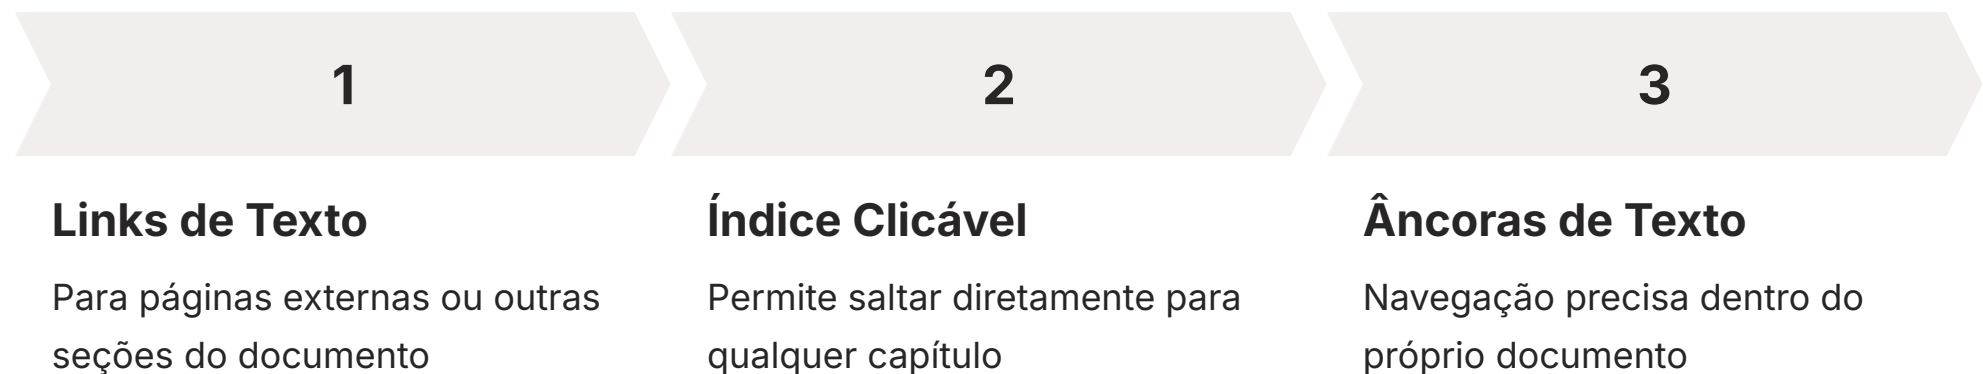 1
2
3
Links de Texto
Para páginas externas ou outras
seções do documento
Índice Clicável
Permite saltar diretamente para
qualquer capítulo
Âncoras de Texto
Navegação precisa dentro do
próprio documento